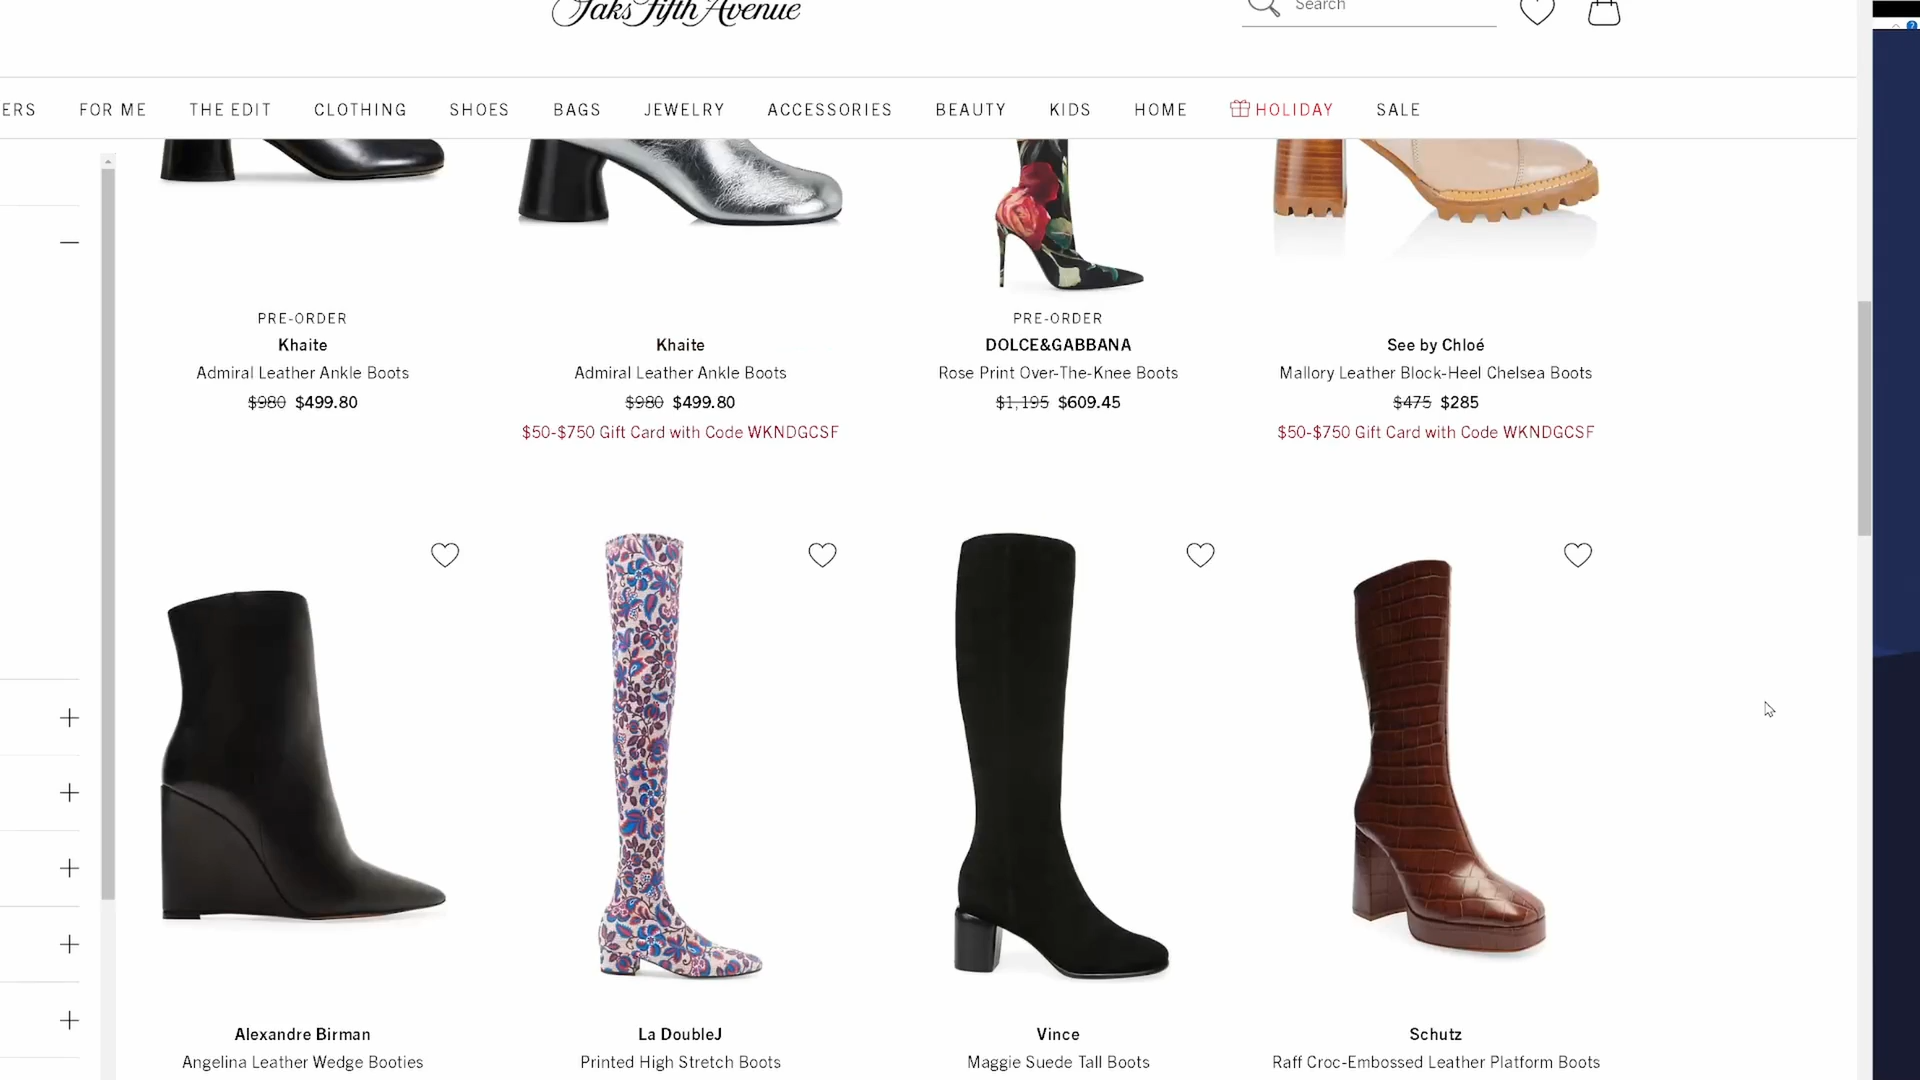 Saks Fifth Avenue
Search
ERS FOR ME THE EDIT CLOTHING SHOES BAGS JEWELRY ACCESSORIES BEAUTY KIDS HOME HOLIDAY SALE
PRE-ORDER
Khaite
Admiral Leather Ankle Boots
$980 $499.80
Khaite
Admiral Leather Ankle Boots
$980 $499.80
$50-$750 Gift Card with Code WKNDGCSF
PRE-ORDER
DOLCE&GABBANA
Rose Print Over-The-Knee Boots
$1,195 $609.45
See by Chloé
Mallory Leather Block-Heel Chelsea Boots
$475 $285
$50-$750 Gift Card with Code WKNDGCSF
Alexandre Birman
Angelina Leather Wedge Booties
La DoubleJ
Printed High Stretch Boots
Vince
Maggie Suede Tall Boots
Schutz
Raff Croc-Embossed Leather Platform Boots